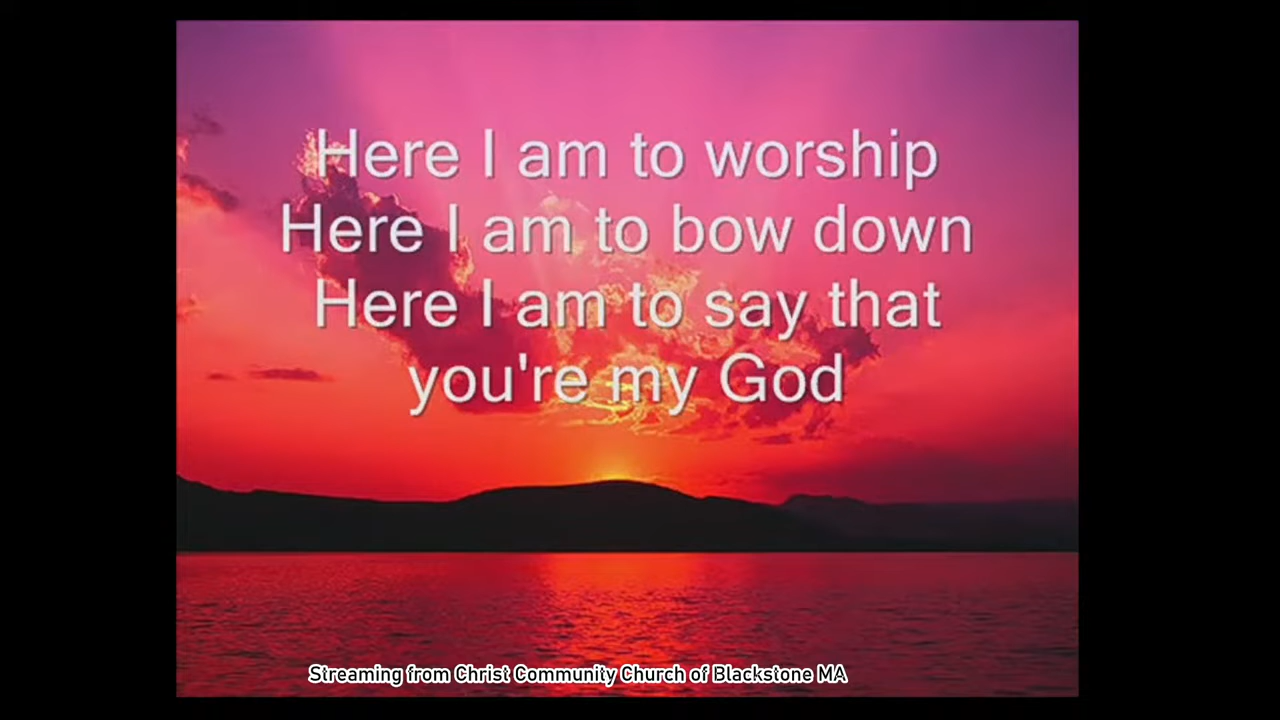 Here I am to worship
Here I am to bow down
Here I am to say that
you're my God
Streaming from Christ Community Church of Blackstone MA